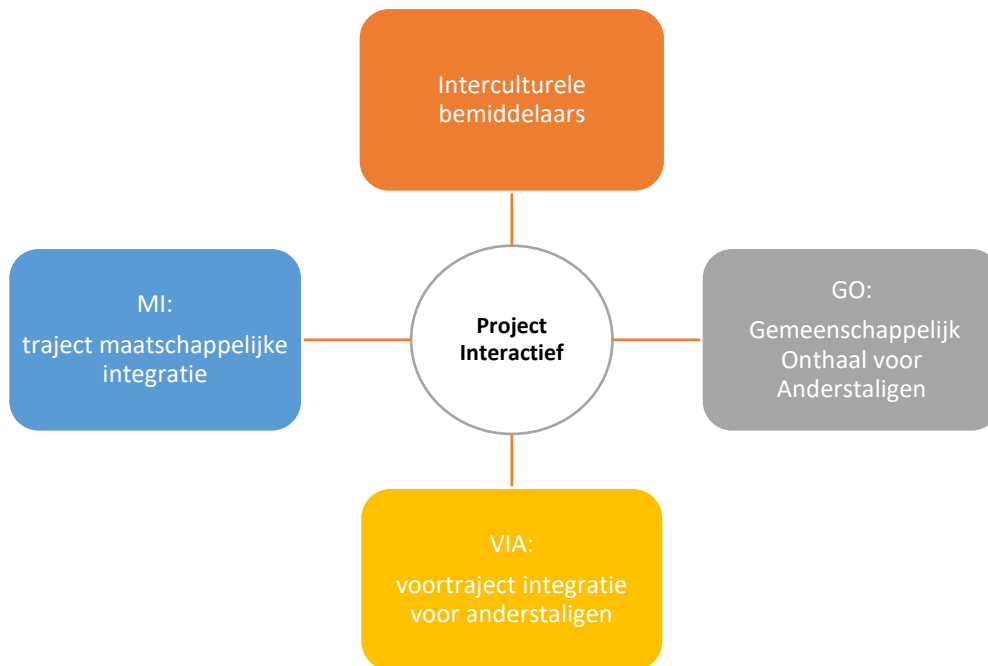 Interculturele
bemiddelaars
MI:
traject maatschappelijke
integratie
Project
Interactief
GO:
Gemeenschappelijk
Onthaal voor
Anderstaligen
VIA:
voortraject integratie
voor anderstaligen